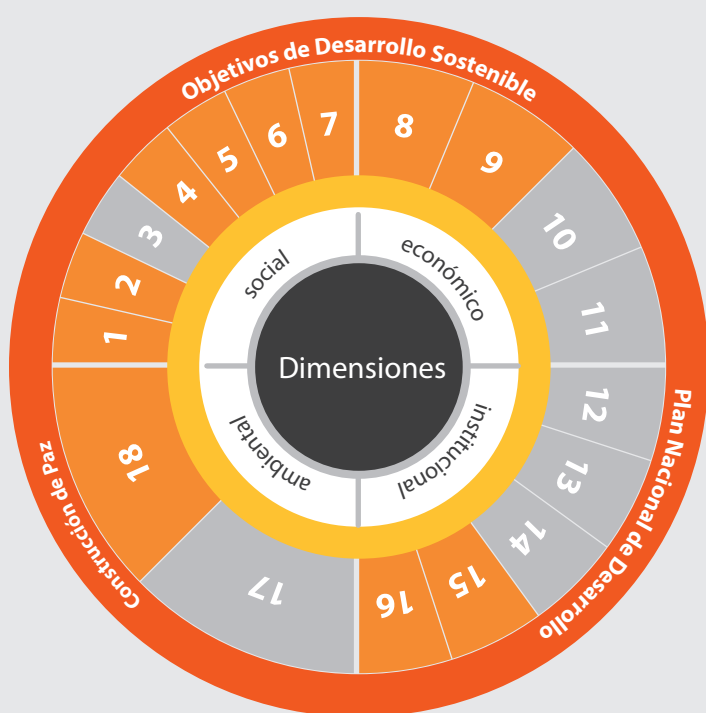 Objetivos de Desarrollo Sostenible
Plan Nacional de Desarrollo
Construcción de Paz
1
2
3
4
5
6
7
8
9
10
11
12
13
14
15
16
17
18
social
económico
institucional
ambiental
Dimensiones